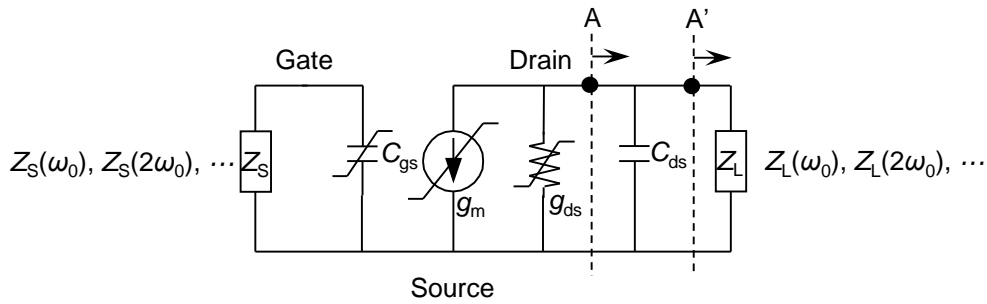 A A’
Gate Drain
Z_S(ω_0), Z_S(2ω_0), ⋯ Z_S C_gs g_m g_ds C_ds Z_L Z_L(ω_0), Z_L(2ω_0), ⋯
Source